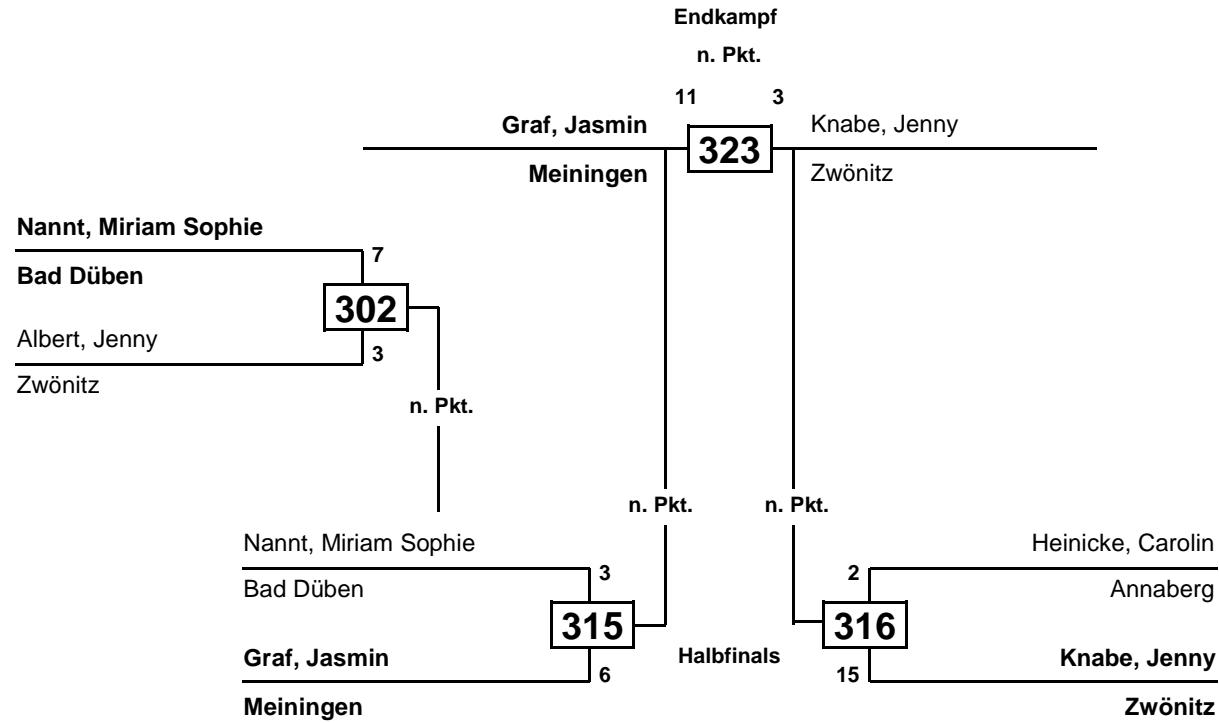 Endkampf
n. Pkt.
11 3
Graf, Jasmin 323 Knabe, Jenny
Meiningen Zwönitz
Nannt, Miriam Sophie
7
Bad Düben
302
Albert, Jenny
3
Zwönitz
n. Pkt.
n. Pkt. n. Pkt.
Nannt, Miriam Sophie Heinicke, Carolin
3 2
Bad Düben Annaberg
315 316
Graf, Jasmin Halbfinals Knabe, Jenny
6 15
Meiningen Zwönitz